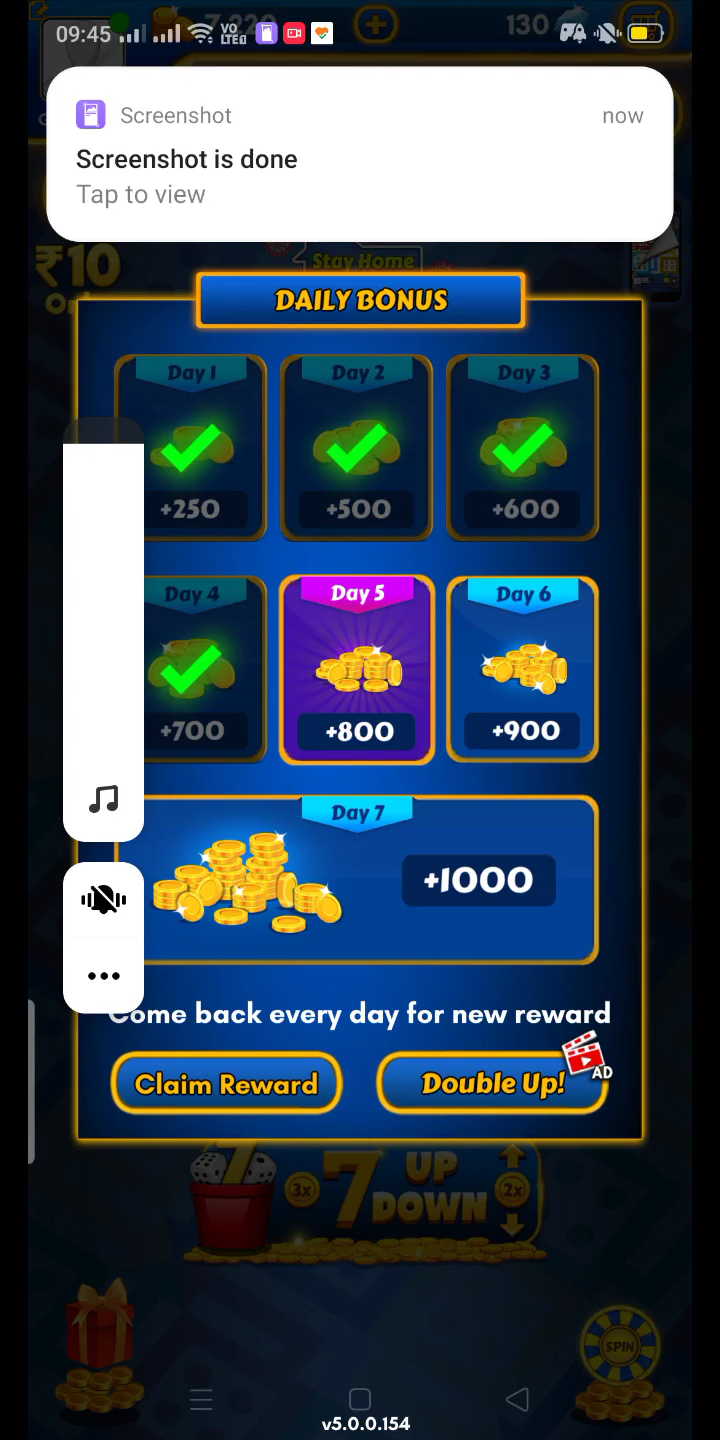 09:45
VO
LTE
130
Screenshot
now
Screenshot is done
Tap to view
₹10
Stay Home
DAILY BONUS
Day 1
Day 2
Day 3
+250
+500
+600
Day 4
Day 5
Day 6
+700
+800
+900
Day 7
+1000
Come back every day for new reward
Claim Reward
Double Up!
AD
3x
7 UP
DOWN
2x
SPIN
v5.0.0.154